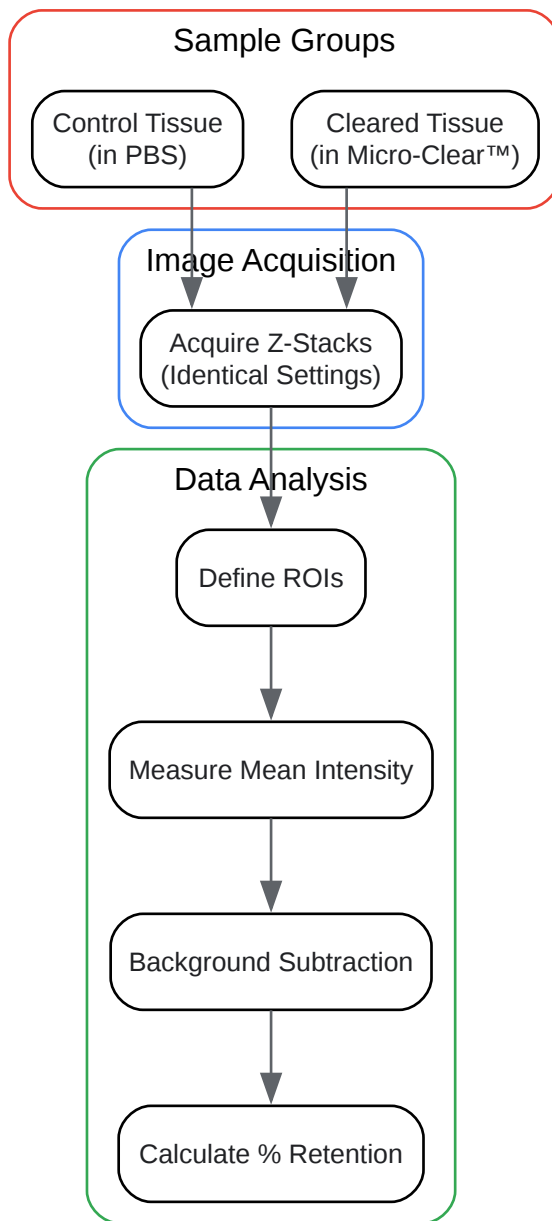 Sample Groups
Control Tissue
(in PBS)
Cleared Tissue
(in Micro-Clear™)
Image Acquisition
Acquire Z-Stacks
(Identical Settings)
Data Analysis
Define ROIs
Measure Mean Intensity
Background Subtraction
Calculate % Retention